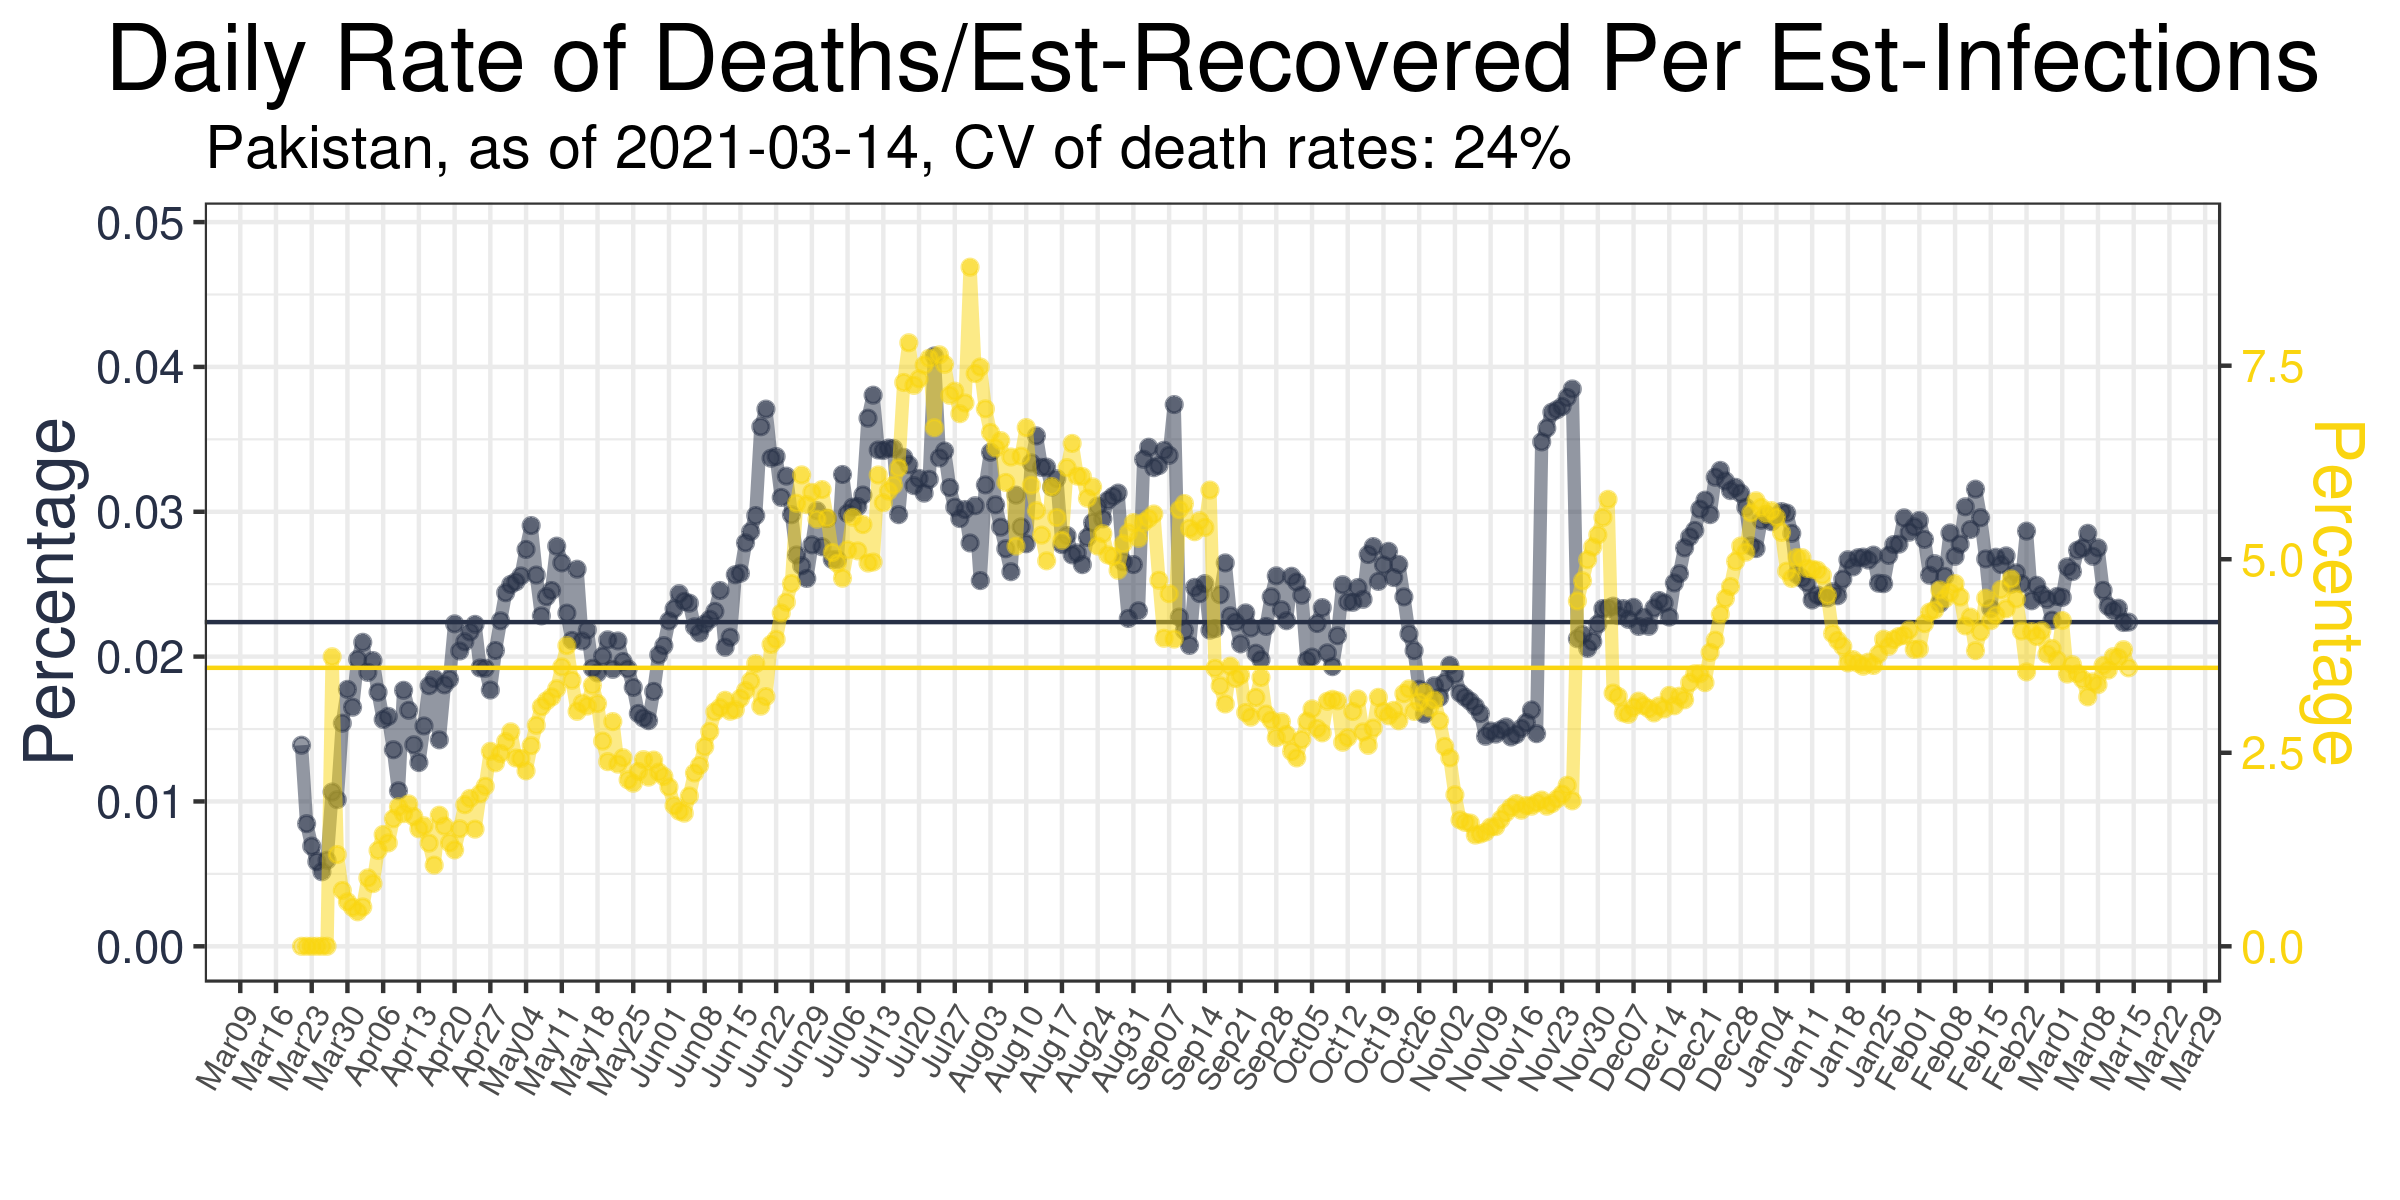 Daily Rate of Deaths/Est-Recovered Per Est-Infections
Pakistan, as of 2021-03-14, CV of death rates: 24%
Percentage
0.05
0.04
0.03
0.02
0.01
0.00
7.5
5.0
2.5
0.0
Percentage
Mar09
Mar16
Mar23
Mar30
Apr06
Apr13
Apr20
Apr27
May04
May11
May18
May25
Jun01
Jun08
Jun15
Jun22
Jun29
Jul06
Jul13
Jul20
Jul27
Aug03
Aug10
Aug17
Aug24
Aug31
Sep07
Sep14
Sep21
Sep28
Oct05
Oct12
Oct19
Oct26
Nov02
Nov09
Nov16
Nov23
Nov30
Dec07
Dec14
Dec21
Dec28
Jan04
Jan11
Jan18
Jan25
Feb01
Feb08
Feb15
Feb22
Mar01
Mar08
Mar15
Mar22
Mar29